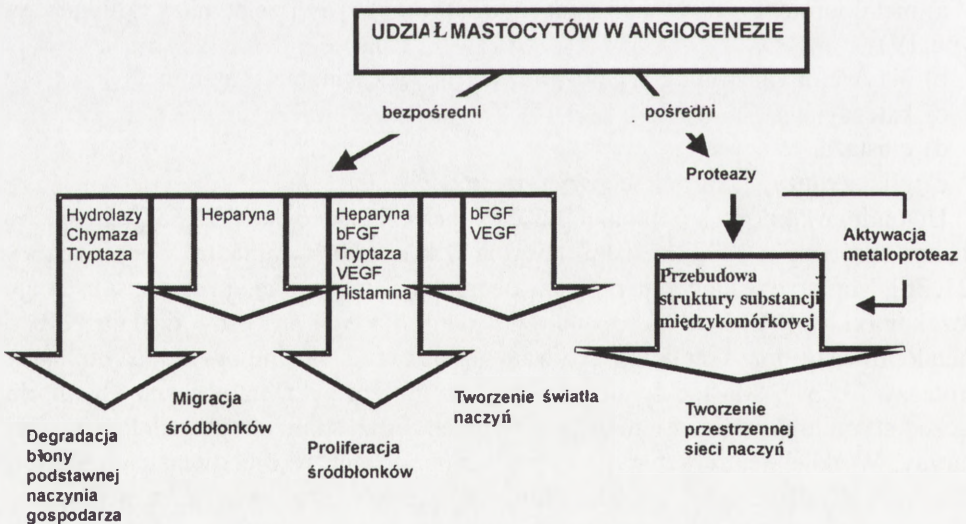 UDZIAŁ MASTOCYTÓW W ANGIOGENEZIE
bezpośredni
pośredni
Proteazy
Hydrolazy
Chymaza
Tryptaza
Heparyna
Heparyna
bFGF
Tryptaza
VEGF
Histamina
bFGF
VEGF
Aktywacja
metaloproteaz
Przebudowa
struktury substancji
międzykomórkowej
Degradacja
błony
podstawnej
naczynia
gospodarza
Migracja
śródbłonków
Proliferacja
śródbłonków
Tworzenie światła
naczyń
Tworzenie
przestrzennej
sieci naczyń